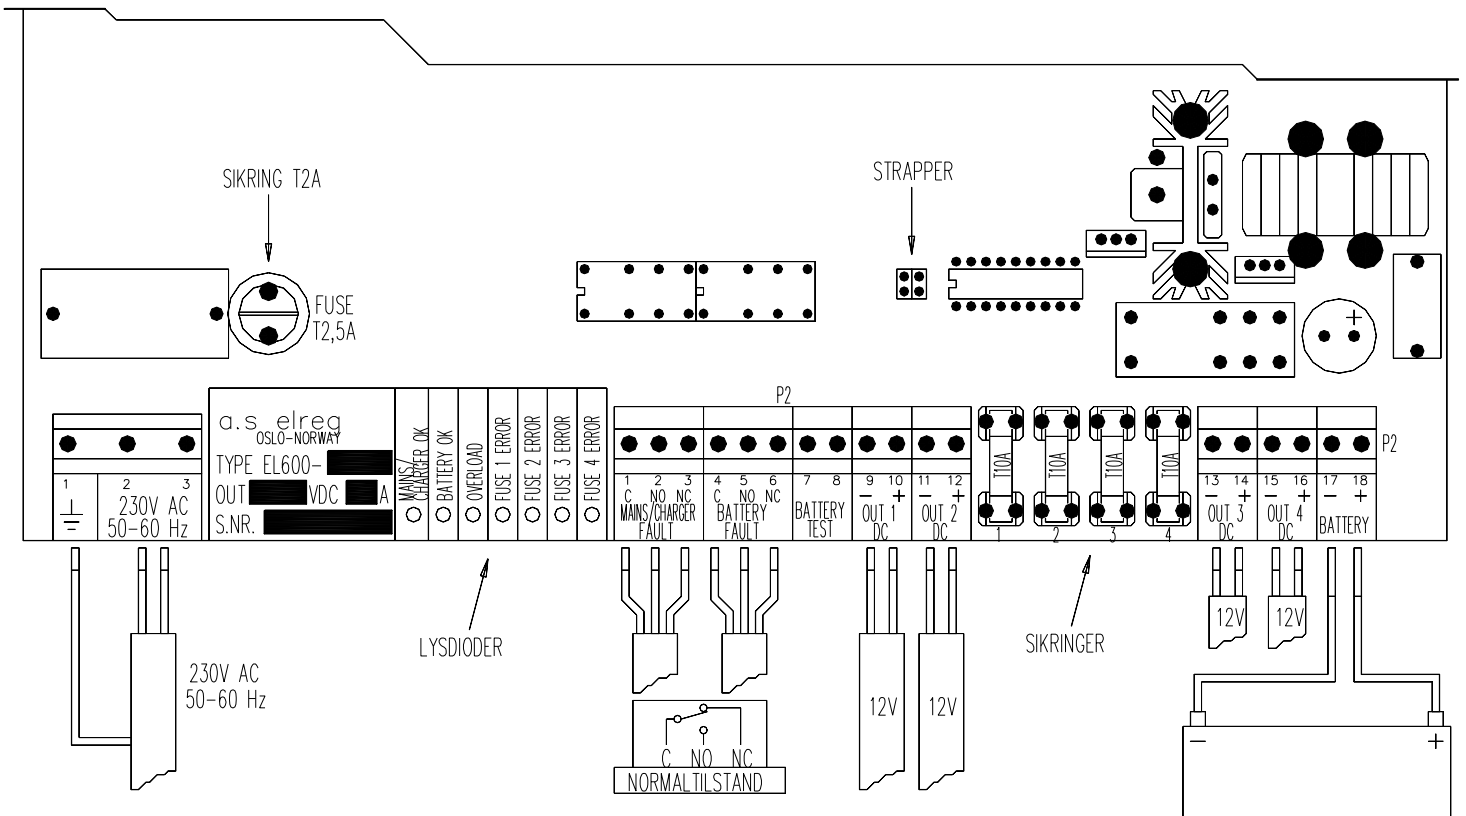 SIKRING T2A
STRAPPER
FUSE
T2,5A
P2
a.s elreg
OSLO-NORWAY
TYPE EL600-
OUT VDC A
S.NR.
MAINS/
CHARGER OK
BATTERY OK
OVERLOAD
FUSE 1 ERROR
FUSE 2 ERROR
FUSE 3 ERROR
FUSE 4 ERROR
T10A
T10A
T10A
T10A
P2
1 2 3
230V AC
50-60 Hz
1 2 3
C NO NC
MAINS/CHARGER
FAULT
4 5 6
C NO NC
BATTERY
FAULT
7 8
BATTERY
TEST
9 10
- +
OUT 1
DC
11 12
- +
OUT 2
DC
1 2 3 4
13 14
- +
OUT 3
DC
15 16
- +
OUT 4
DC
17 18
- +
BATTERY
+
LYSDIODER
SIKRINGER
12V
12V
230V AC
50-60 Hz
12V
12V
- +
C NO NC
NORMALTILSTAND